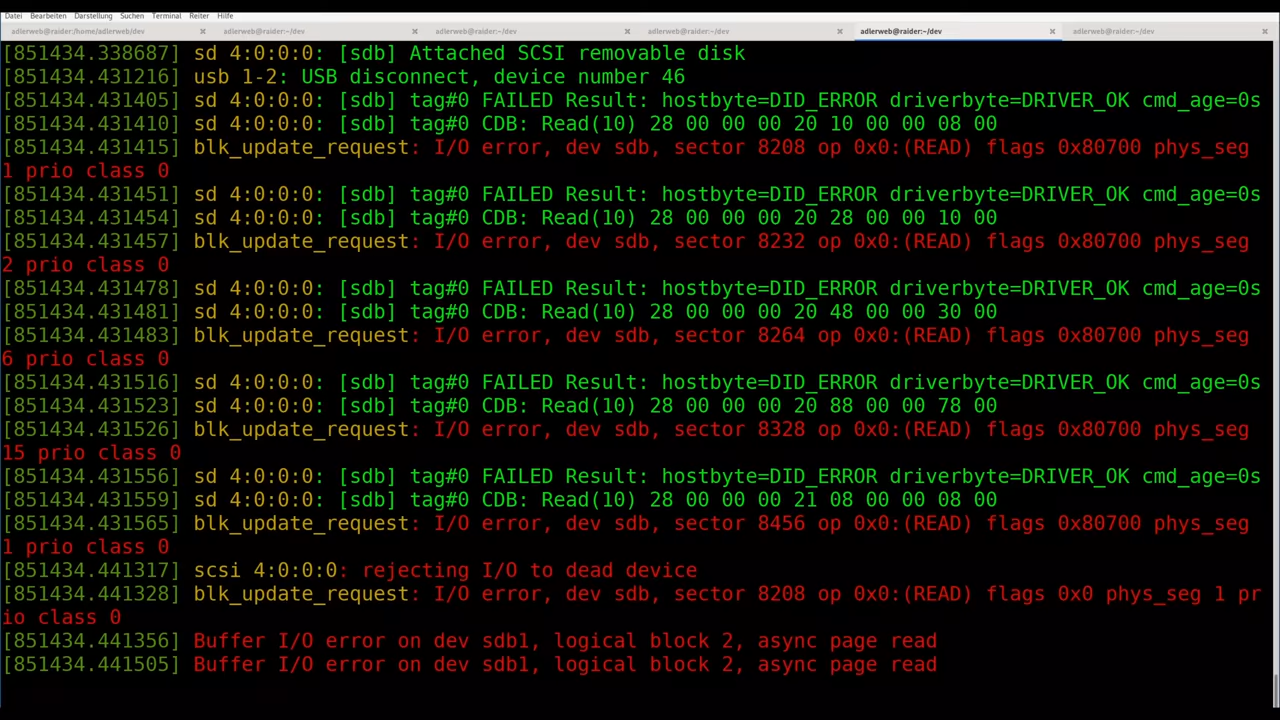 Datei Bearbeiten Darstellung Suchen Terminal Reiter Hilfe
adlerweb@raider:/home/adlerweb/dev × adlerweb@raider:~/dev × adlerweb@raider:~/dev × adlerweb@raider:~/dev × adlerweb@raider:~/dev × adlerweb@raider:~/dev ×
[851434.338687] sd 4:0:0:0: [sdb] Attached SCSI removable disk
[851434.431216] usb 1-2: USB disconnect, device number 46
[851434.431405] sd 4:0:0:0: [sdb] tag#0 FAILED Result: hostbyte=DID_ERROR driverbyte=DRIVER_OK cmd_age=0s
[851434.431410] sd 4:0:0:0: [sdb] tag#0 CDB: Read(10) 28 00 00 00 20 10 00 00 08 00
[851434.431415] blk_update_request: I/O error, dev sdb, sector 8208 op 0x0:(READ) flags 0x80700 phys_seg
1 prio class 0
[851434.431451] sd 4:0:0:0: [sdb] tag#0 FAILED Result: hostbyte=DID_ERROR driverbyte=DRIVER_OK cmd_age=0s
[851434.431454] sd 4:0:0:0: [sdb] tag#0 CDB: Read(10) 28 00 00 00 20 28 00 00 10 00
[851434.431457] blk_update_request: I/O error, dev sdb, sector 8232 op 0x0:(READ) flags 0x80700 phys_seg
2 prio class 0
[851434.431478] sd 4:0:0:0: [sdb] tag#0 FAILED Result: hostbyte=DID_ERROR driverbyte=DRIVER_OK cmd_age=0s
[851434.431481] sd 4:0:0:0: [sdb] tag#0 CDB: Read(10) 28 00 00 00 20 48 00 00 30 00
[851434.431483] blk_update_request: I/O error, dev sdb, sector 8264 op 0x0:(READ) flags 0x80700 phys_seg
6 prio class 0
[851434.431516] sd 4:0:0:0: [sdb] tag#0 FAILED Result: hostbyte=DID_ERROR driverbyte=DRIVER_OK cmd_age=0s
[851434.431523] sd 4:0:0:0: [sdb] tag#0 CDB: Read(10) 28 00 00 00 20 88 00 00 78 00
[851434.431526] blk_update_request: I/O error, dev sdb, sector 8328 op 0x0:(READ) flags 0x80700 phys_seg
15 prio class 0
[851434.431556] sd 4:0:0:0: [sdb] tag#0 FAILED Result: hostbyte=DID_ERROR driverbyte=DRIVER_OK cmd_age=0s
[851434.431559] sd 4:0:0:0: [sdb] tag#0 CDB: Read(10) 28 00 00 00 21 08 00 00 08 00
[851434.431565] blk_update_request: I/O error, dev sdb, sector 8456 op 0x0:(READ) flags 0x80700 phys_seg
1 prio class 0
[851434.441317] scsi 4:0:0:0: rejecting I/O to dead device
[851434.441328] blk_update_request: I/O error, dev sdb, sector 8208 op 0x0:(READ) flags 0x0 phys_seg 1 pr
io class 0
[851434.441356] Buffer I/O error on dev sdb1, logical block 2, async page read
[851434.441505] Buffer I/O error on dev sdb1, logical block 2, async page read